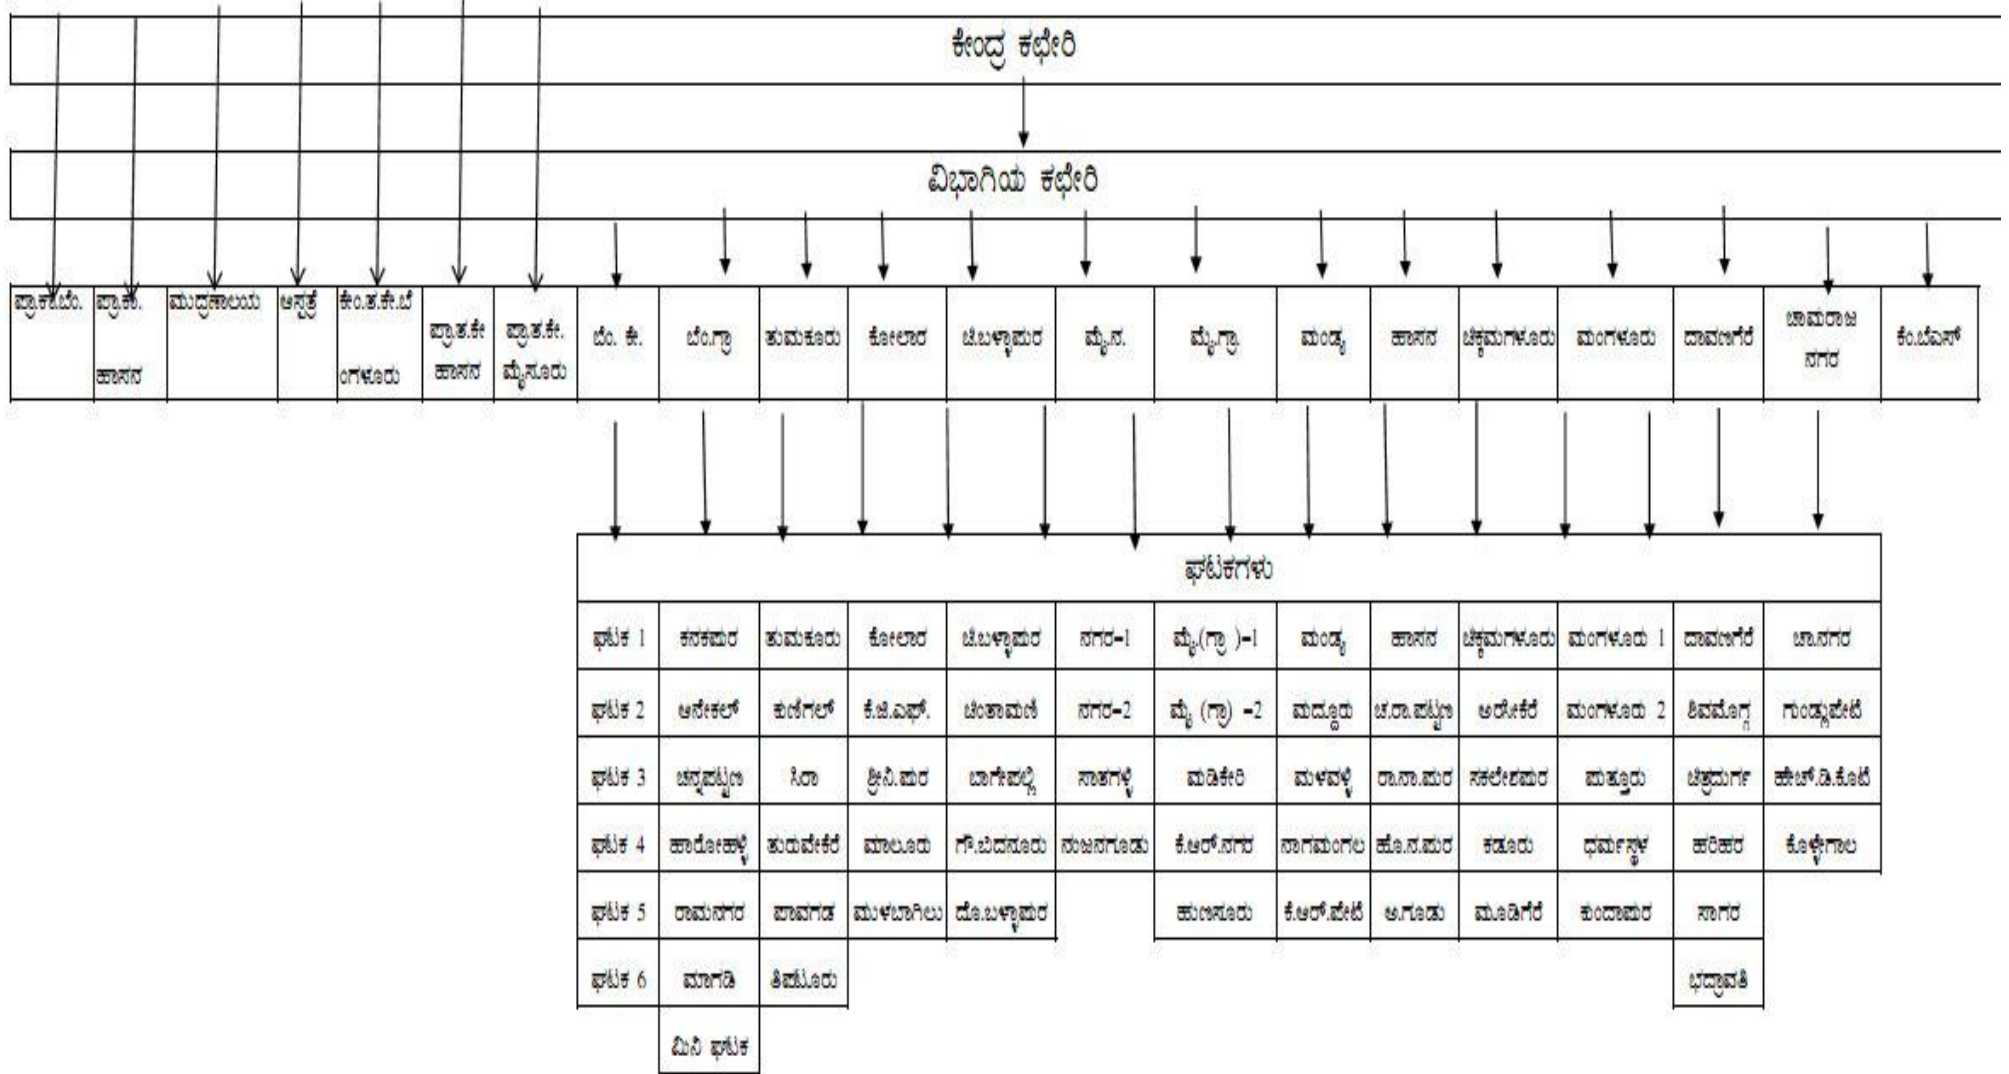 ಕೇಂದ್ರ ಕಛೇರಿ
ವಿಭಾಗಿಯ ಕಛೇರಿ
ಪ್ರಾ.ಕಾ.ಬೆಂ. ಪ್ರಾ.ಕಾ. ಮುದ್ರಣಾಲಯ ಆಸ್ಪತ್ರೆ ಕೇಂ.ತ.ಕೇ.ಬೆ ಪ್ರಾ.ತ.ಕೇ ಪ್ರಾ.ತ.ಕೇ. ಬೆಂ. ಕೇ. ಬೆಂ.ಗ್ರಾ ತುಮಕೂರು ಕೋಲಾರ ಚಿ.ಬಳ್ಳಾಪುರ ಮೈ.ನ. ಮೈ.ಗ್ರಾ. ಮಂಡ್ಯ ಹಾಸನ ಚಿಕ್ಕಮಗಳೂರು ಮಂಗಳೂರು ದಾವಣಗೆರೆ ಚಾಮರಾಜ ಕೆಂ.ಬೆಎಸ್
ಹಾಸನ ಂಗಳೂರು ಹಾಸನ ಮೈಸೂರು ನಗರ
ಘಟಕಗಳು
ಘಟಕ 1 ಕನಕಪುರ ತುಮಕೂರು ಕೋಲಾರ ಚಿ.ಬಳ್ಳಾಪುರ ನಗರ-1 ಮೈ.(ಗ್ರಾ )-1 ಮಂಡ್ಯ ಹಾಸನ ಚಿಕ್ಕಮಗಳೂರು ಮಂಗಳೂರು 1 ದಾವಣಗೆರೆ ಚಾ.ನಗರ
ಘಟಕ 2 ಆನೇಕಲ್ ಕುಣಿಗಲ್ ಕೆ.ಜಿ.ಎಫ್. ಚಿಂತಾಮಣಿ ನಗರ-2 ಮೈ (ಗ್ರಾ) -2 ಮದ್ದೂರು ಚ.ರಾ.ಪಟ್ಟಣ ಅರಸೀಕೆರೆ ಮಂಗಳೂರು 2 ಶಿವಮೊಗ್ಗ ಗುಂಡ್ಲುಪೇಟೆ
ಘಟಕ 3 ಚನ್ನಪಟ್ಟಣ ಸಿರಾ ಶ್ರೀನಿ.ಪುರ ಬಾಗೇಪಲ್ಲಿ ಸಾತಗಳ್ಳಿ ಮಡಿಕೇರಿ ಮಳವಳ್ಳಿ ರಾ.ನಾ.ಪುರ ಸಕಲೇಶಪುರ ಪುತ್ತೂರು ಚಿತ್ರದುರ್ಗ ಹೇಚ್.ಡಿ.ಕೊಟೆ
ಘಟಕ 4 ಹಾರೋಹಳ್ಳಿ ತುರುವೇಕೆರೆ ಮಾಲೂರು ಗೌ.ಬಿದನೂರು ನಂಜನಗೂಡು ಕೆ.ಆರ್.ನಗರ ನಾಗಮಂಗಲ ಹೊ.ನ.ಪುರ ಕಡೂರು ಧರ್ಮಸ್ಥಳ ಹರಿಹರ ಕೊಳ್ಳೇಗಾಲ
ಘಟಕ 5 ರಾಮನಗರ ಪಾವಗಡ ಮುಳಬಾಗಿಲು ದೊ.ಬಳ್ಳಾಪುರ ಹುಣಸೂರು ಕೆ.ಆರ್.ಪೇಟೆ ಅ.ಗೂಡು ಮೂಡಿಗೆರೆ ಕುಂದಾಪುರ ಸಾಗರ
ಘಟಕ 6 ಮಾಗಡಿ ತಿಪಟೂರು ಭದ್ರಾವತಿ
ಮಿನಿ ಘಟಕ